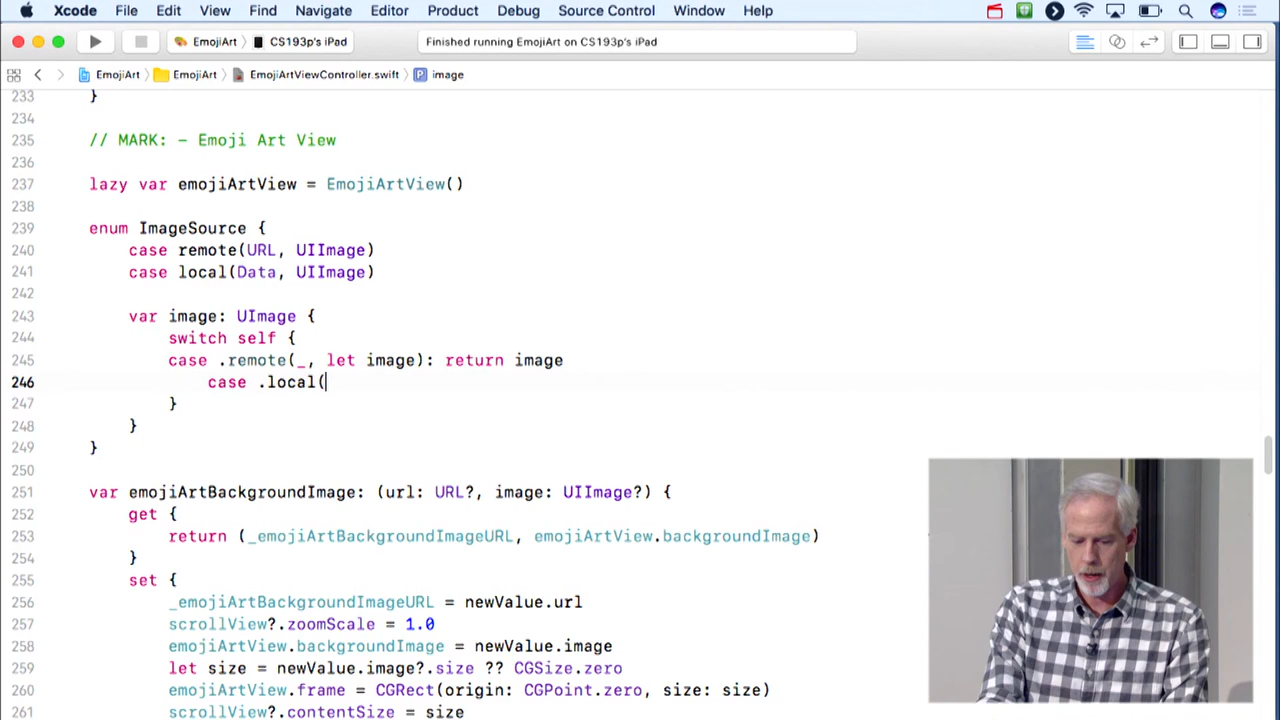 Xcode File Edit View Find Navigate Editor Product Debug Source Control Window Help
EmojiArt CS193p's iPad Finished running EmojiArt on CS193p's iPad
EmojiArt EmojiArt EmojiArtViewController.swift P image
233 }
234
235 // MARK: - Emoji Art View
236
237 lazy var emojiArtView = EmojiArtView()
238
239 enum ImageSource {
240 case remote(URL, UIImage)
241 case local(Data, UIImage)
242
243 var image: UImage {
244 switch self {
245 case .remote(_, let image): return image
246 case .local(
247 }
248 }
249 }
250
251 var emojiArtBackgroundImage: (url: URL?, image: UIImage?) {
252 get {
253 return (_emojiArtBackgroundImageURL, emojiArtView.backgroundImage)
254 }
255 set {
256 _emojiArtBackgroundImageURL = newValue.url
257 scrollView?.zoomScale = 1.0
258 emojiArtView.backgroundImage = newValue.image
259 let size = newValue.image?.size ?? CGSize.zero
260 emojiArtView.frame = CGRect(origin: CGPoint.zero, size: size)
261 scrollView?.contentSize = size